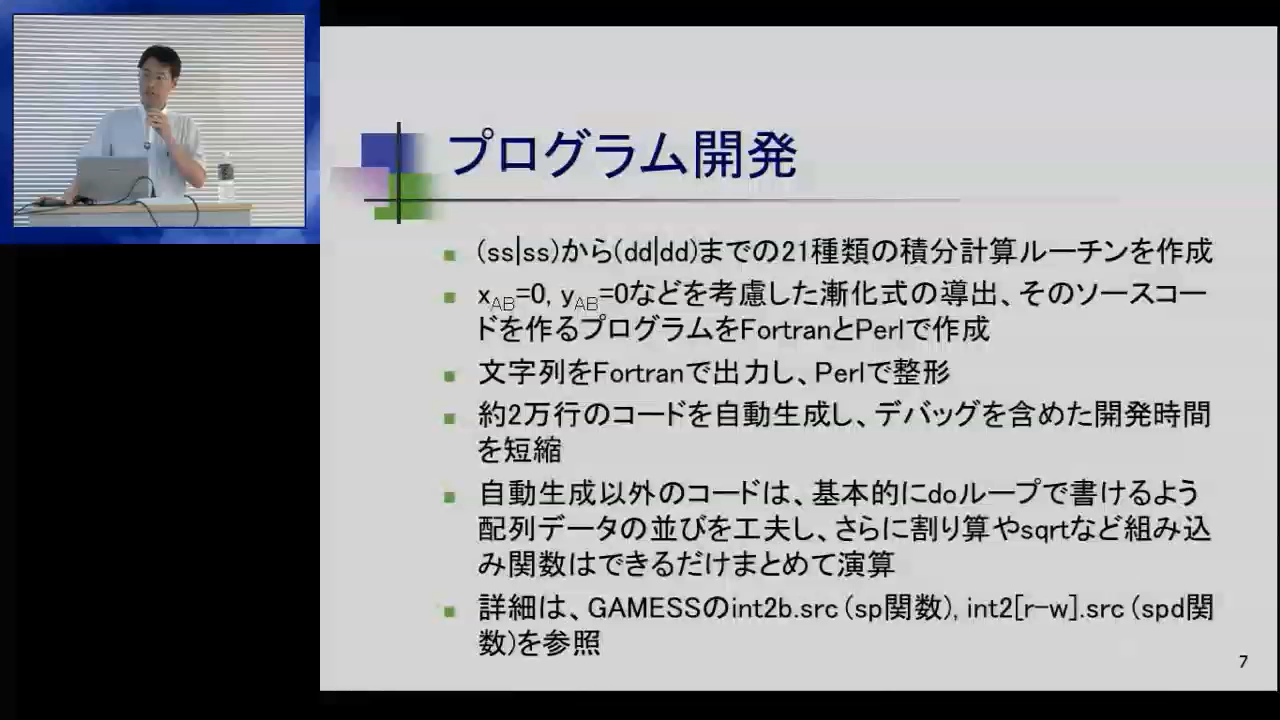 プログラム開発
(ss|ss)から(dd|dd)までの21種類の積分計算ルーチンを作成
xAB=0, yAB=0などを考慮した漸化式の導出、そのソースコー
ドを作るプログラムをFortranとPerlで作成
文字列をFortranで出力し、Perlで整形
約2万行のコードを自動生成し、デバッグを含めた開発時間
を短縮
自動生成以外のコードは、基本的にdoループで書けるよう
配列データの並びを工夫し、さらに割り算やsqrtなど組み込
み関数はできるだけまとめて演算
詳細は、GAMESSのint2b.src (sp関数), int2[r-w].src (spd関
数)を参照
7